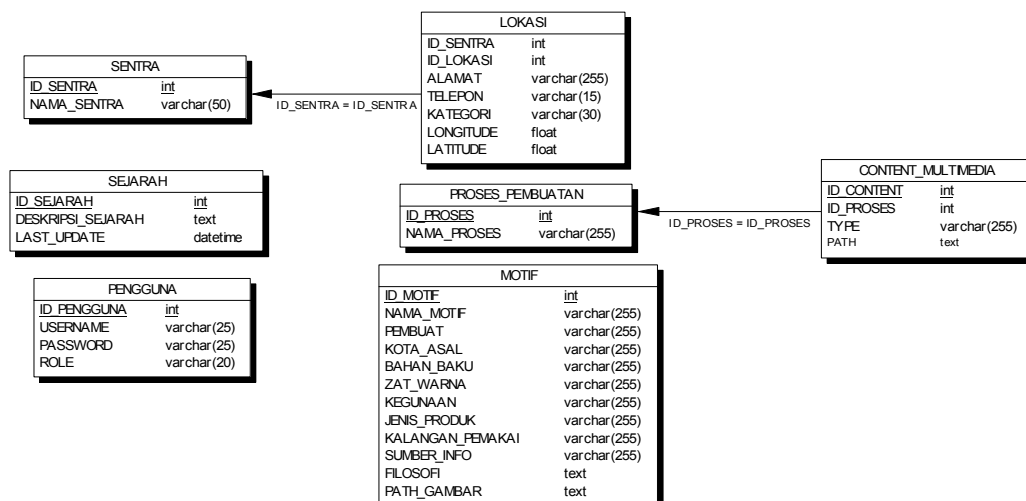 LOKASI
ID_SENTRA int
ID_LOKASI int
ALAMAT varchar(255)
TELEPON varchar(15)
KATEGORI varchar(30)
LONGITUDE float
LATITUDE float
SENTRA
ID_SENTRA int
NAMA_SENTRA varchar(50)
ID_SENTRA = ID_SENTRA
SEJARAH
ID_SEJARAH int
DESKRIPSI_SEJARAH text
LAST_UPDATE datetime
PROSES_PEMBUATAN
ID_PROSES int
NAMA_PROSES varchar(255)
ID_PROSES = ID_PROSES
CONTENT_MULTIMEDIA
ID_CONTENT int
ID_PROSES int
TYPE varchar(255)
PATH text
PENGGUNA
ID_PENGGUNA int
USERNAME varchar(25)
PASSWORD varchar(25)
ROLE varchar(20)
MOTIF
ID_MOTIF int
NAMA_MOTIF varchar(255)
PEMBUAT varchar(255)
KOTA_ASAL varchar(255)
BAHAN_BAKU varchar(255)
ZAT_WARNA varchar(255)
KEGUNAAN varchar(255)
JENIS_PRODUK varchar(255)
KALANGAN_PEMAKAI varchar(255)
SUMBER_INFO varchar(255)
FILOSOFI text
PATH_GAMBAR text